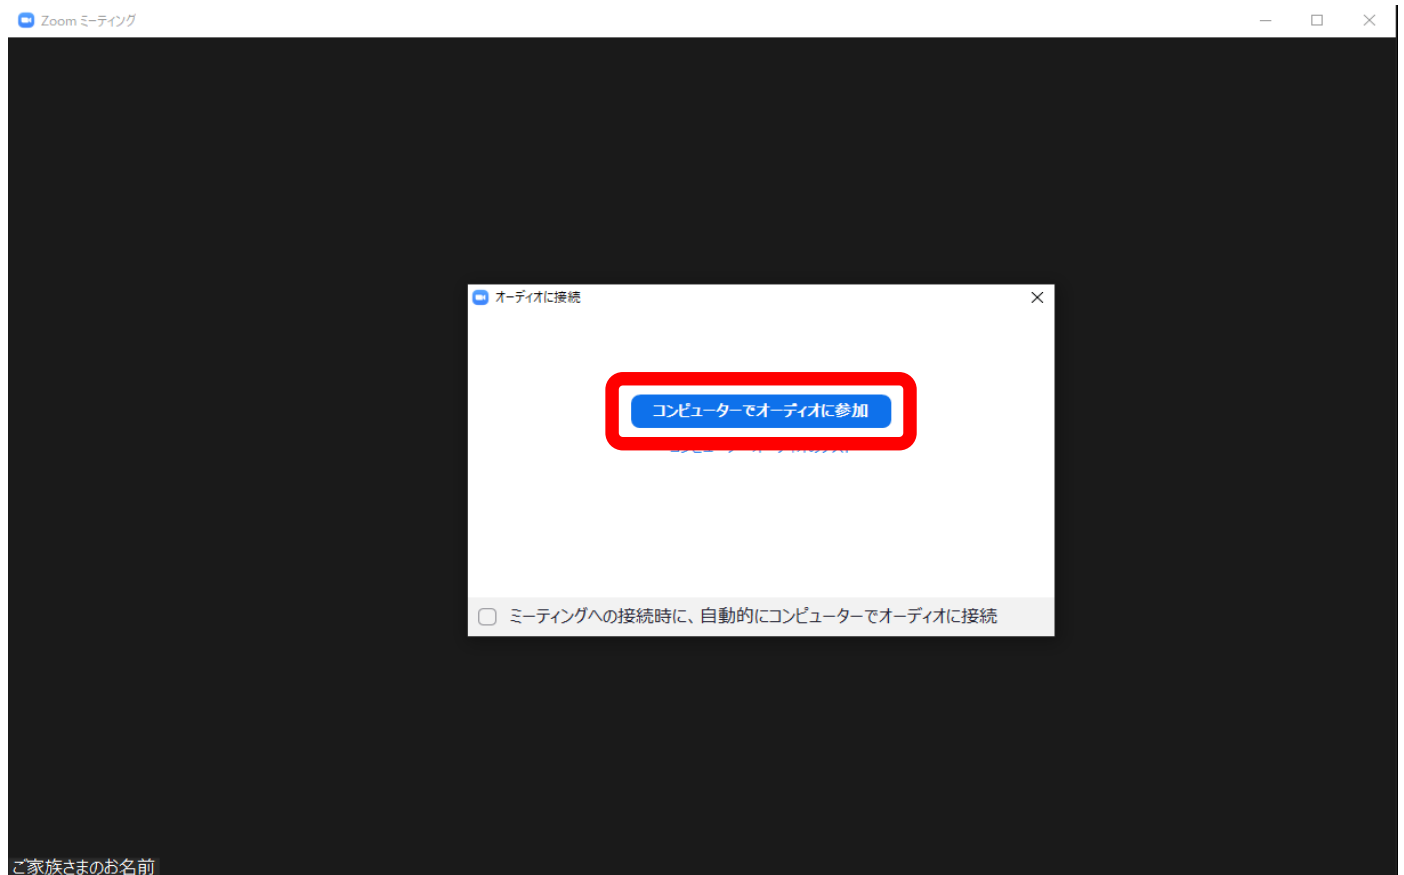 Zoom ミーティング
オーディオに接続
コンピューターでオーディオに参加
ミーティングへの接続時に、自動的にコンピューターでオーディオに接続
ご家族さまのお名前